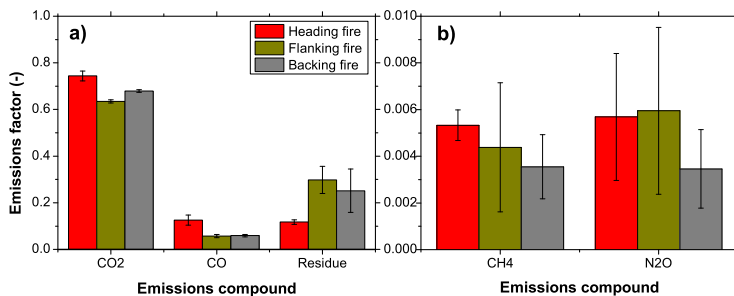 a)
Heading fire
Flanking fire
Backing fire
b)
Emissions factor (-)
1.0
0.8
0.6
0.4
0.2
0.0
CO2 CO Residue
Emissions compound
0.010
0.008
0.006
0.004
0.002
0.000
CH4 N2O
Emissions compound